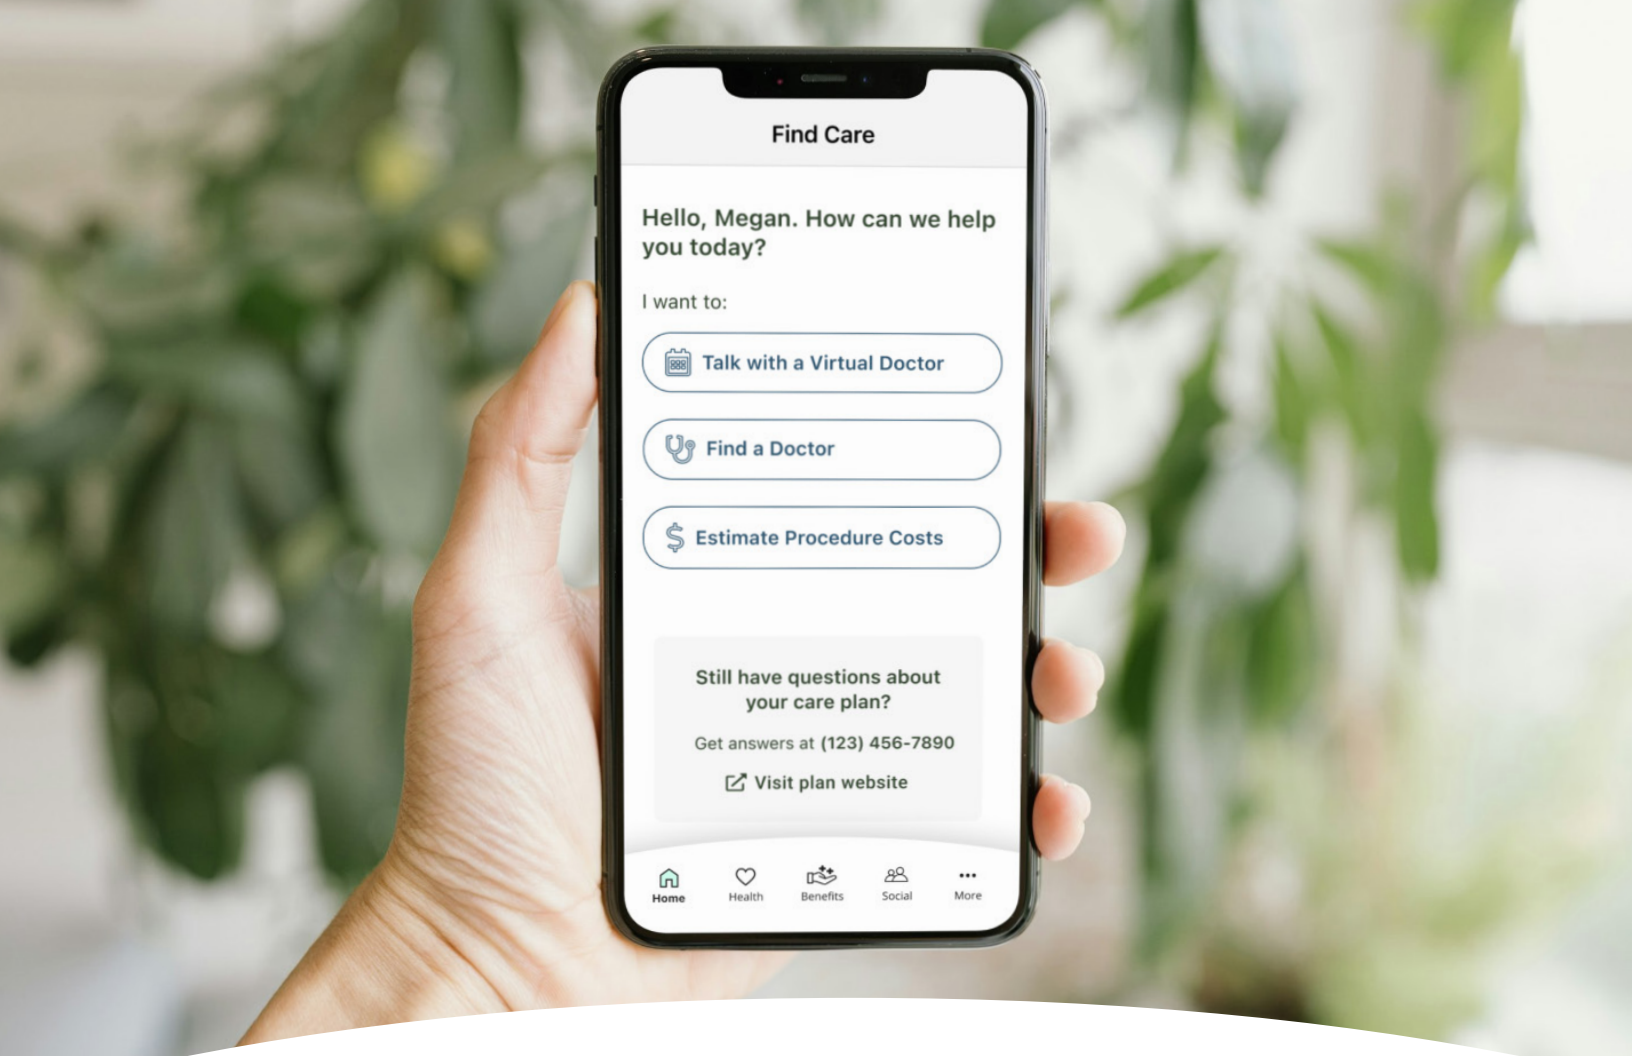 Find Care
Hello, Megan. How can we help
you today?
I want to:
Talk with a Virtual Doctor
Find a Doctor
Estimate Procedure Costs
Still have questions about
your care plan?
Get answers at (123) 456-7890
Visit plan website
Home
Health
Benefits
Social
More